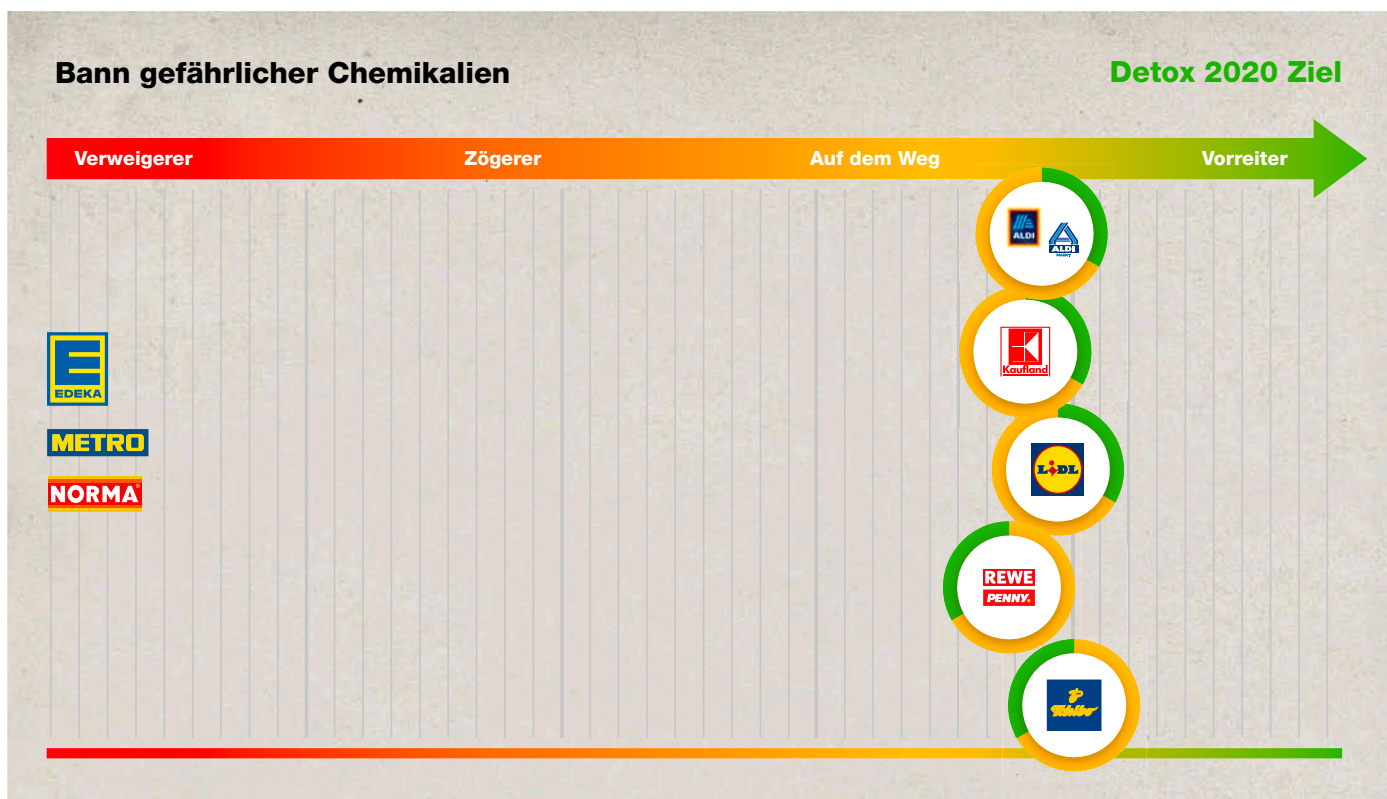 Bann gefährlicher Chemikalien
Detox 2020 Ziel
Verweigerer
Zögerer
Auf dem Weg
Vorreiter
ALDI
ALDI
MARKT
Kaufland
EDEKA
METRO
NORMA®
LiDL
REWE
PENNY.
Tchibo